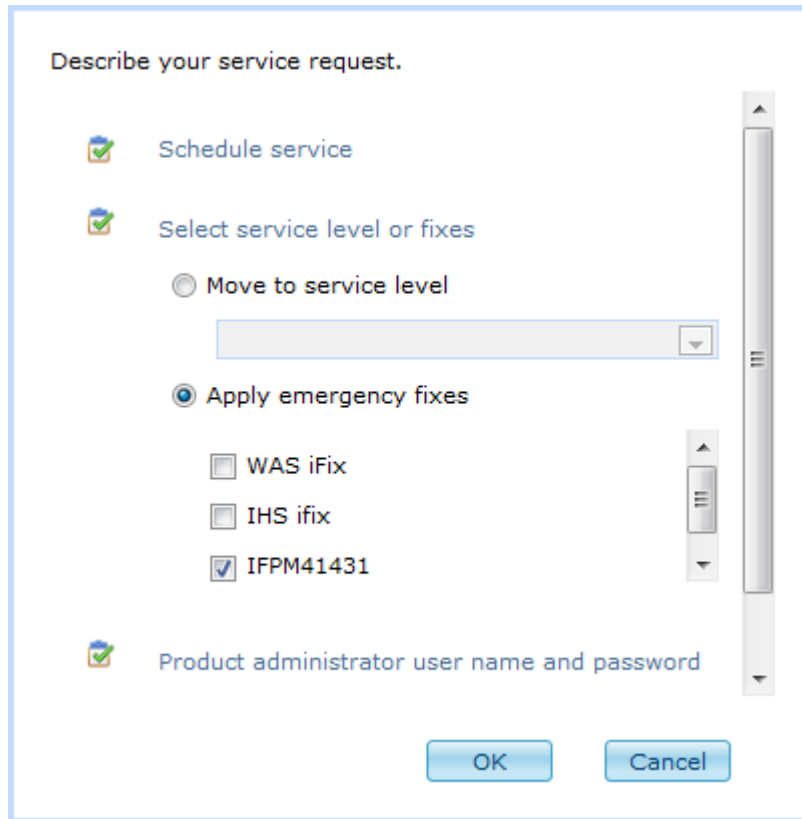 Describe your service request.
Schedule service
Select service level or fixes
Move to service level
Apply emergency fixes
WAS iFix
IHS ifix
IFPM41431
Product administrator user name and password
OK Cancel